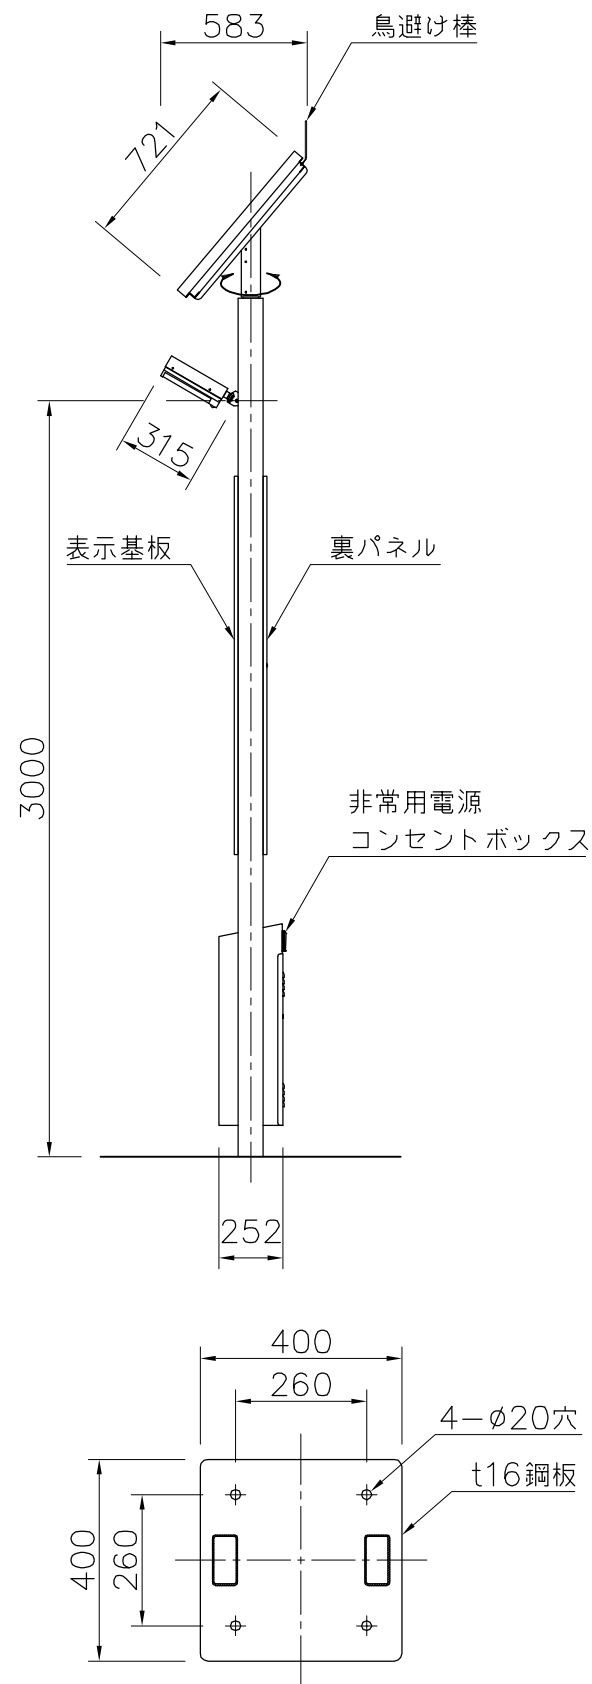 583
鳥避け棒
721
315
表示基板
裏パネル
3000
非常用電源
コンセントボックス
252
400
260
4-φ20穴
t16鋼板
400
260